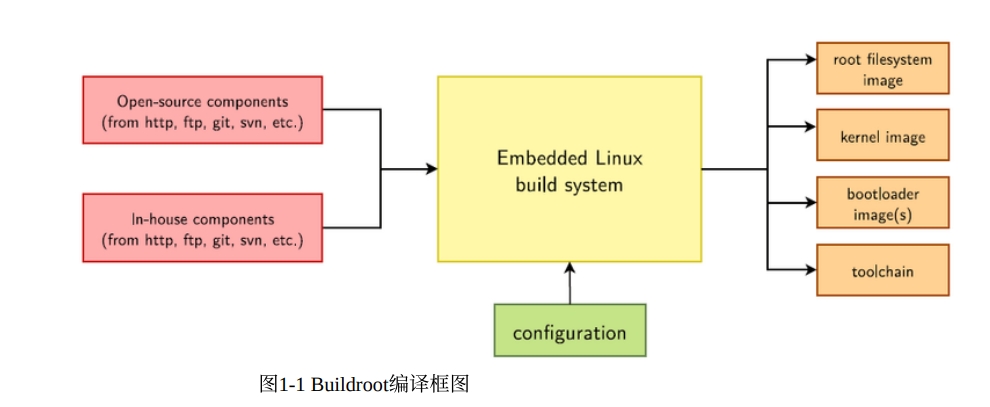 Open-source components
(from http, ftp, git, svn, etc.)
In-house components
(from http, ftp, git, svn, etc.)
Embedded Linux
build system
configuration
root filesystem
image
kernel image
bootloader
image(s)
toolchain
图1-1 Buildroot编译框图